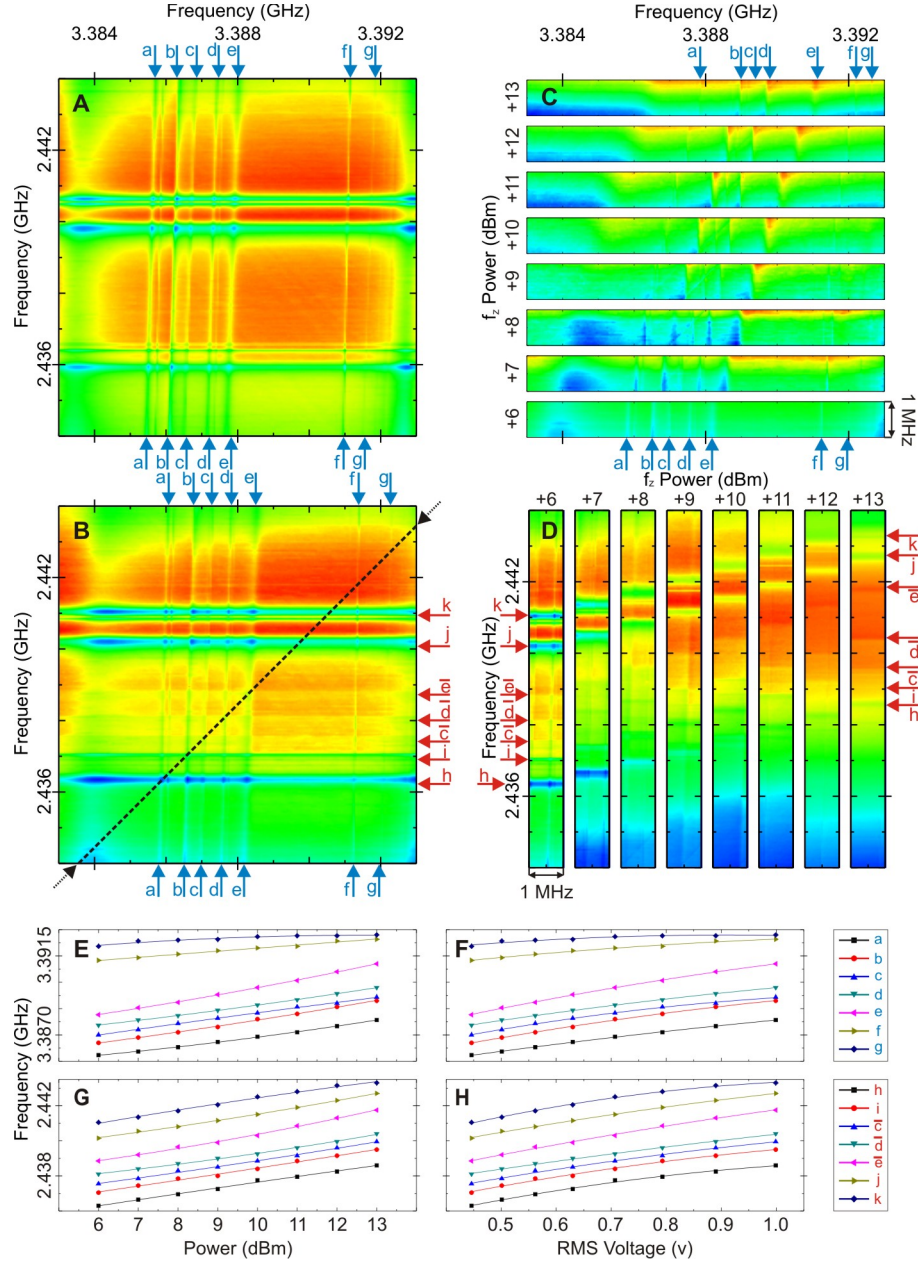 Frequency (GHz)
3.384 3.388 3.392
a b c d e f g
A
2.442
2.436
Frequency (GHz)
a b c d e f g
a b c d e f g
B
2.442
2.436
Frequency (GHz)
k
j
e̅
d̅
c̅
i
h
a b c d e f g
Frequency (GHz)
3.384 3.388 3.392
a b c d e f g
C
+13
+12
+11
+10
+9
+8
+7
+6
fz Power (dBm)
1 MHz
a b c d e f g
fz Power (dBm)
+6 +7 +8 +9 +10 +11 +12 +13
D
2.442
2.436
Frequency (GHz)
k
j
e̅
d̅
c̅
i
h
k
j
e̅
d̅
c̅
i
h
1 MHz
E
3.3915
3.3870
F
a
b
c
d
e
f
g
Frequency (GHz)
G
2.442
2.438
6 7 8 9 10 11 12 13
Power (dBm)
H
0.5 0.6 0.7 0.8 0.9 1.0
RMS Voltage (v)
h
i
c̅
d̅
e̅
j
k